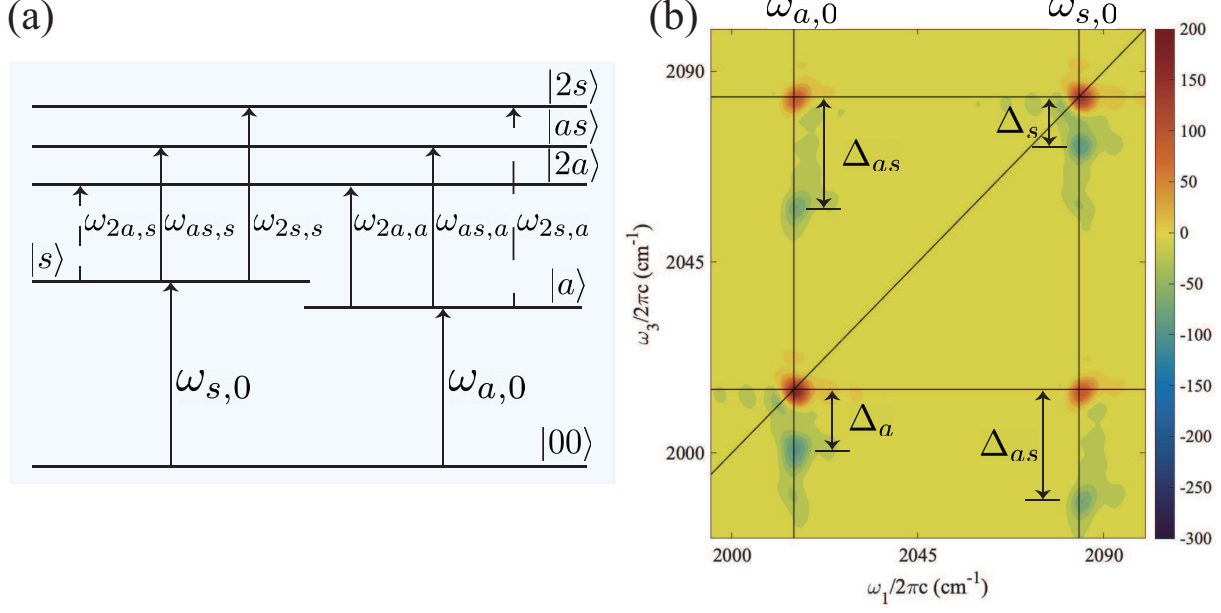 (a)
|2s⟩
|as⟩
|2a⟩
ω2a,s ω as,s ω2s,s ω2a,a ω as,a ω2s,a
|s⟩
|a⟩
ωs,0 ωa,0
|00⟩
(b)
ωa,0 ωs,0
2090
2045
2000
ω3/2πc (cm-1)
Δas
Δs
Δa
Δas
2000 2045 2090
ω1/2πc (cm-1)
200
150
100
50
0
-50
-100
-150
-200
-250
-300